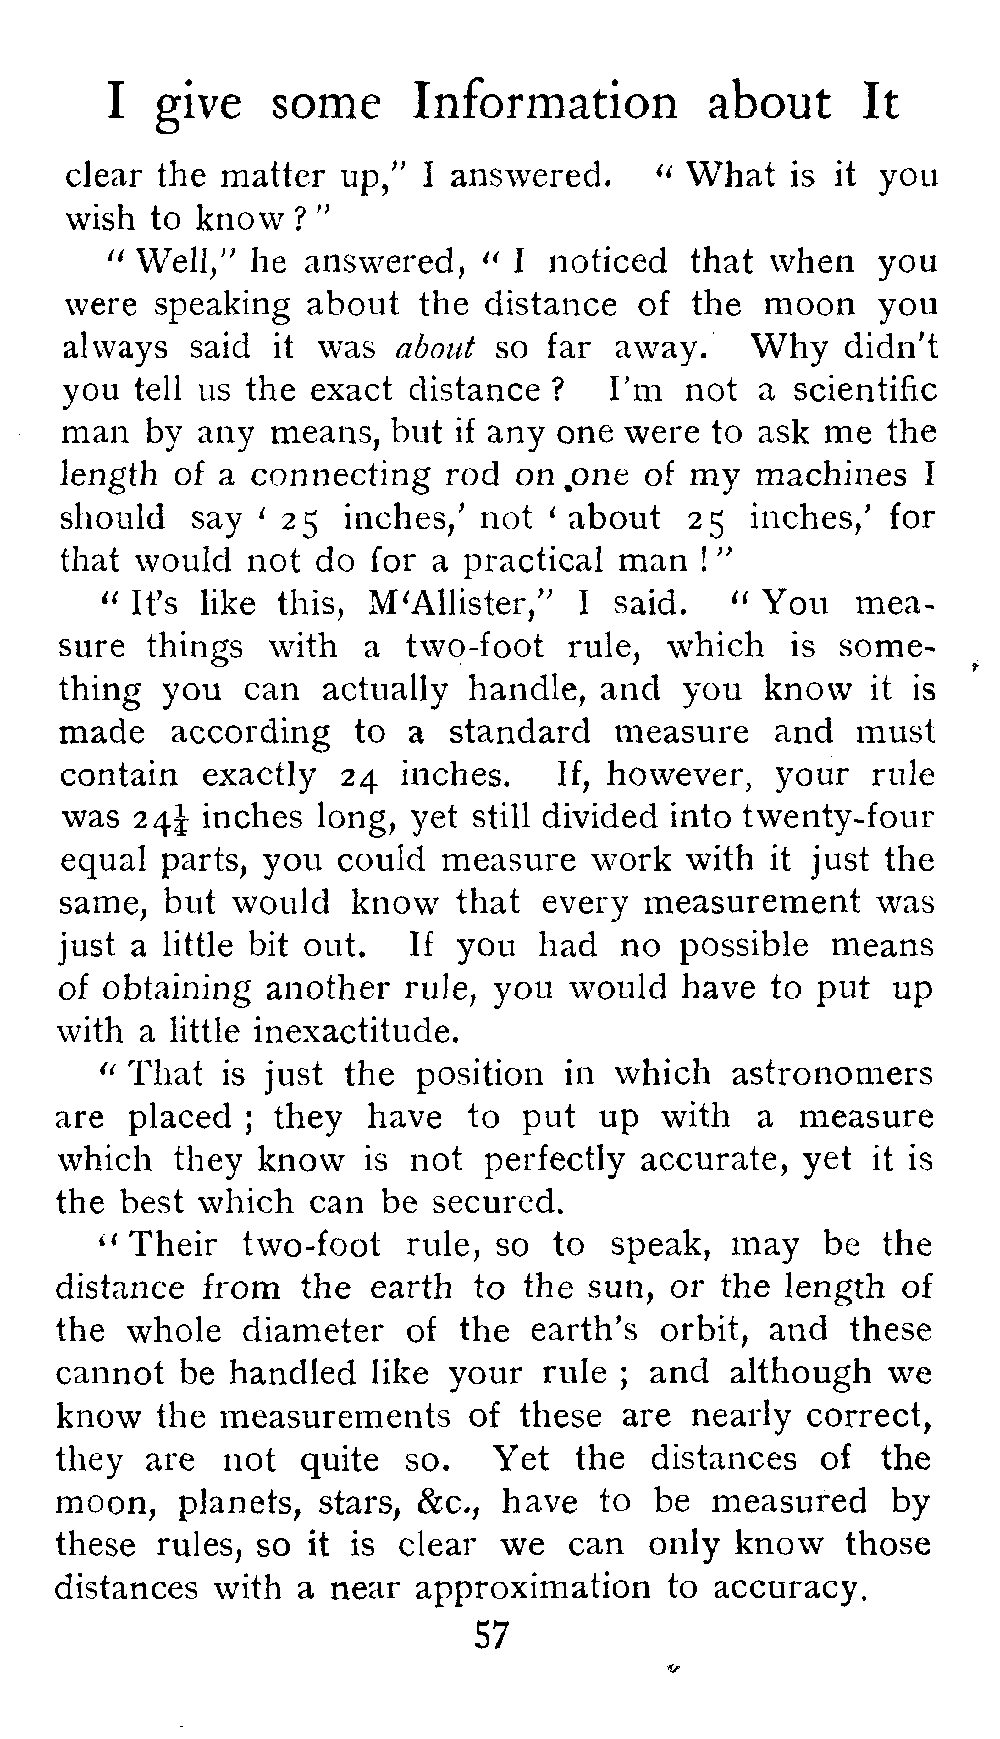 I give some Information about It
clear the matter up," I answered. " What is it you
wish to know ? "
" Well," he answered, " I noticed that when you
were speaking about the distance of the moon you
always said it was about so far away. Why didn't
you tell us the exact distance ? I'm not a scientific
man by any means, but if any one were to ask me the
length of a connecting rod on one of my machines I
should say ' 25 inches,' not ' about 25 inches,' for
that would not do for a practical man ! "
" It's like this, M'Allister," I said. " You mea-
sure things with a two-foot rule, which is some-
thing you can actually handle, and you know it is
made according to a standard measure and must
contain exactly 24 inches. If, however, your rule
was 24¼ inches long, yet still divided into twenty-four
equal parts, you could measure work with it just the
same, but would know that every measurement was
just a little bit out. If you had no possible means
of obtaining another rule, you would have to put up
with a little inexactitude.
" That is just the position in which astronomers
are placed ; they have to put up with a measure
which they know is not perfectly accurate, yet it is
the best which can be secured.
" Their two-foot rule, so to speak, may be the
distance from the earth to the sun, or the length of
the whole diameter of the earth's orbit, and these
cannot be handled like your rule ; and although we
know the measurements of these are nearly correct,
they are not quite so. Yet the distances of the
moon, planets, stars, &c., have to be measured by
these rules, so it is clear we can only know those
distances with a near approximation to accuracy.
57